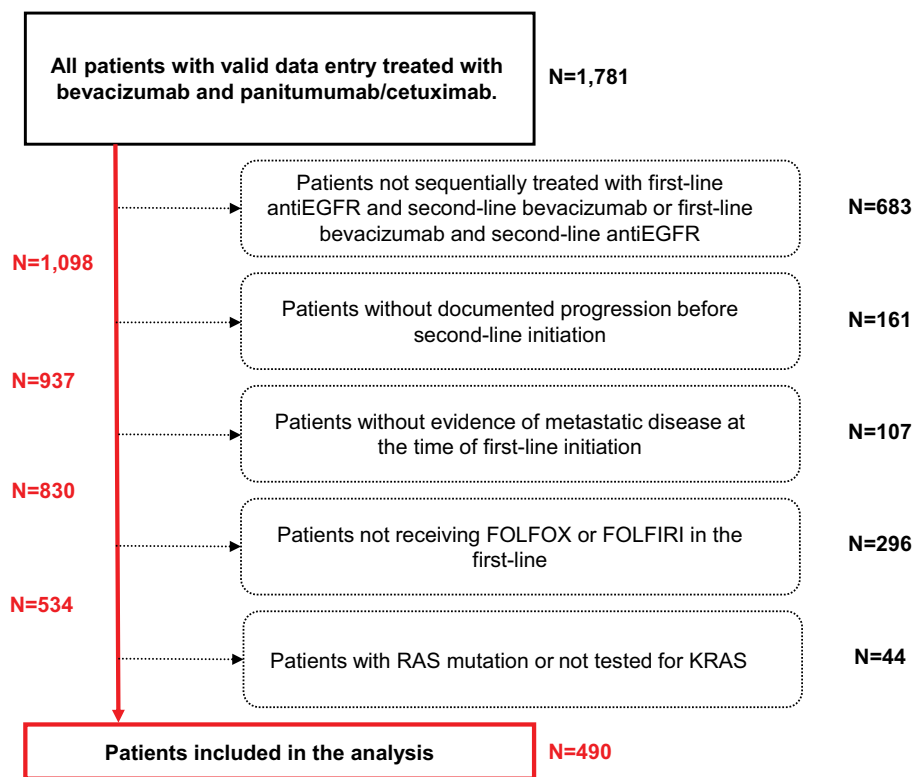 All patients with valid data entry treated with
bevacizumab and panitumumab/cetuximab.
N=1,781
Patients not sequentially treated with first-line
antiEGFR and second-line bevacizumab or first-line
bevacizumab and second-line antiEGFR
N=683
N=1,098
Patients without documented progression before
second-line initiation
N=161
N=937
Patients without evidence of metastatic disease at
the time of first-line initiation
N=107
N=830
Patients not receiving FOLFOX or FOLFIRI in the
first-line
N=296
N=534
Patients with RAS mutation or not tested for KRAS
N=44
Patients included in the analysis
N=490